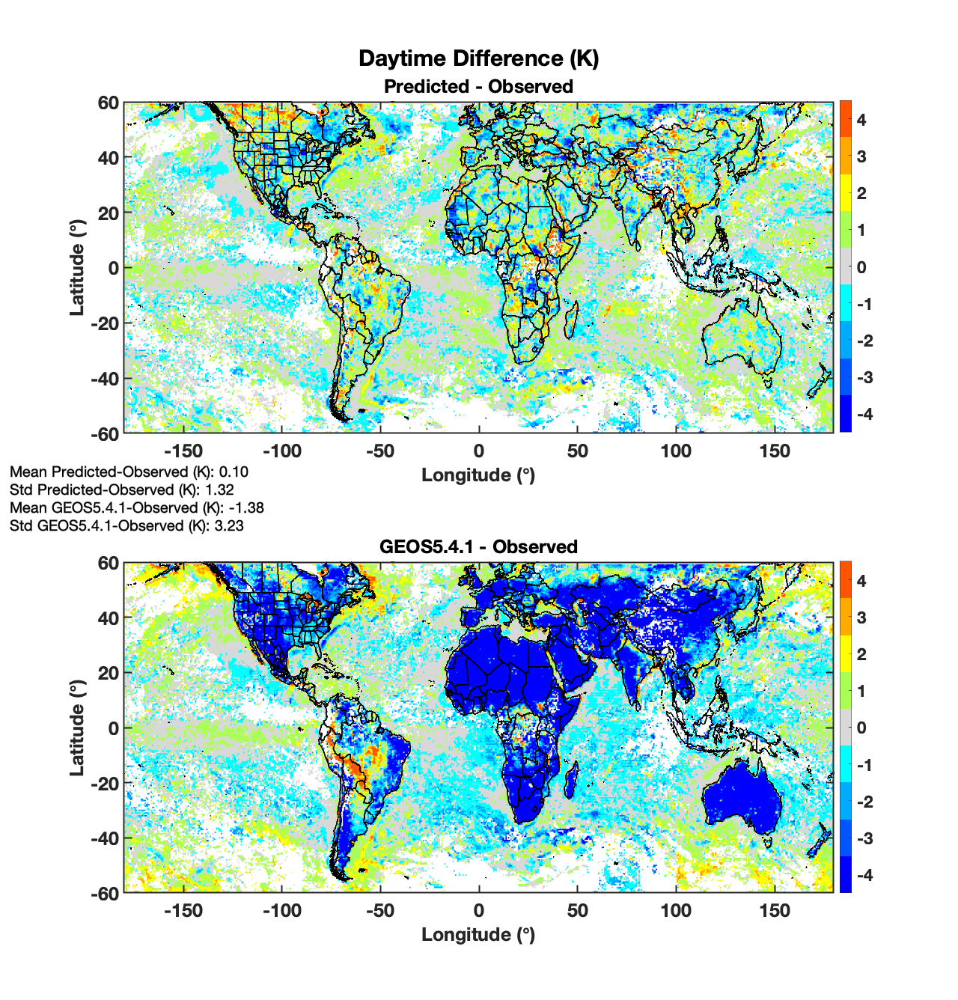 Daytime Difference (K)
Predicted - Observed
60
40
20
0
-20
-40
-60
Latitude (°)
-150 -100 -50 0 50 100 150
Longitude (°)
4
3
2
1
0
-1
-2
-3
-4
Mean Predicted-Observed (K): 0.10
Std Predicted-Observed (K): 1.32
Mean GEOS5.4.1-Observed (K): -1.38
Std GEOS5.4.1-Observed (K): 3.23
GEOS5.4.1 - Observed
60
40
20
0
-20
-40
-60
Latitude (°)
-150 -100 -50 0 50 100 150
Longitude (°)
4
3
2
1
0
-1
-2
-3
-4